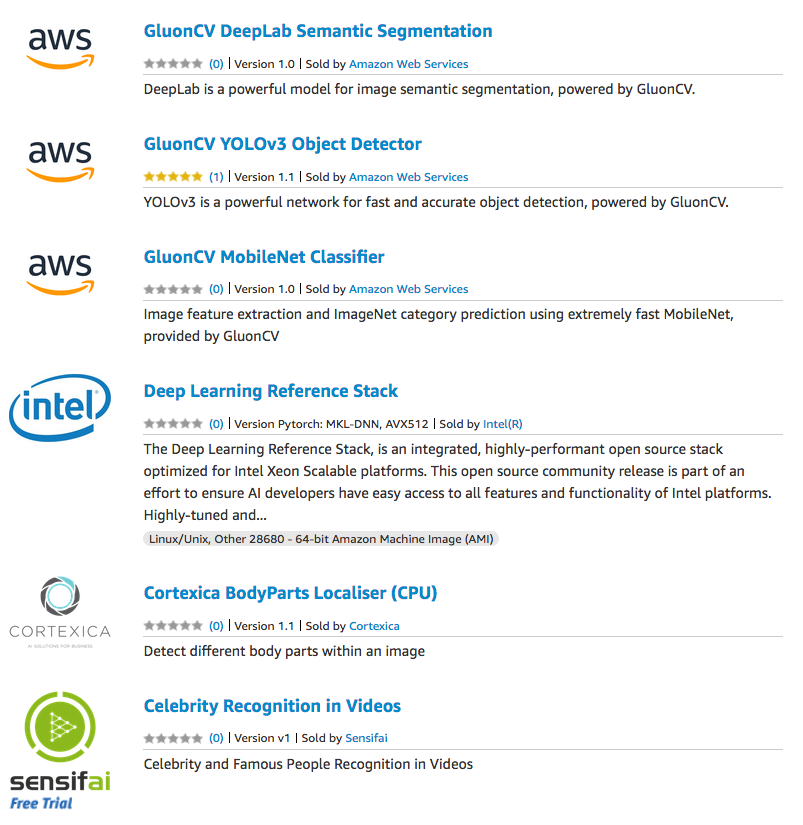 aws
GluonCV DeepLab Semantic Segmentation
(0) | Version 1.0 | Sold by Amazon Web Services
DeepLab is a powerful model for image semantic segmentation, powered by GluonCV.
aws
GluonCV YOLOv3 Object Detector
(1) | Version 1.1 | Sold by Amazon Web Services
YOLOv3 is a powerful network for fast and accurate object detection, powered by GluonCV.
aws
GluonCV MobileNet Classifier
(0) | Version 1.0 | Sold by Amazon Web Services
Image feature extraction and ImageNet category prediction using extremely fast MobileNet,
provided by GluonCV
intel
Deep Learning Reference Stack
(0) | Version Pytorch: MKL-DNN, AVX512 | Sold by Intel(R)
The Deep Learning Reference Stack, is an integrated, highly-performant open source stack
optimized for Intel Xeon Scalable platforms. This open source community release is part of an
effort to ensure AI developers have easy access to all features and functionality of Intel platforms.
Highly-tuned and...
Linux/Unix, Other 28680 - 64-bit Amazon Machine Image (AMI)
CORTEXICA
AI SOLUTIONS FOR BUSINESS
Cortexica BodyParts Localiser (CPU)
(0) | Version 1.1 | Sold by Cortexica
Detect different body parts within an image
sensifai
Free Trial
Celebrity Recognition in Videos
(0) | Version v1 | Sold by Sensifai
Celebrity and Famous People Recognition in Videos